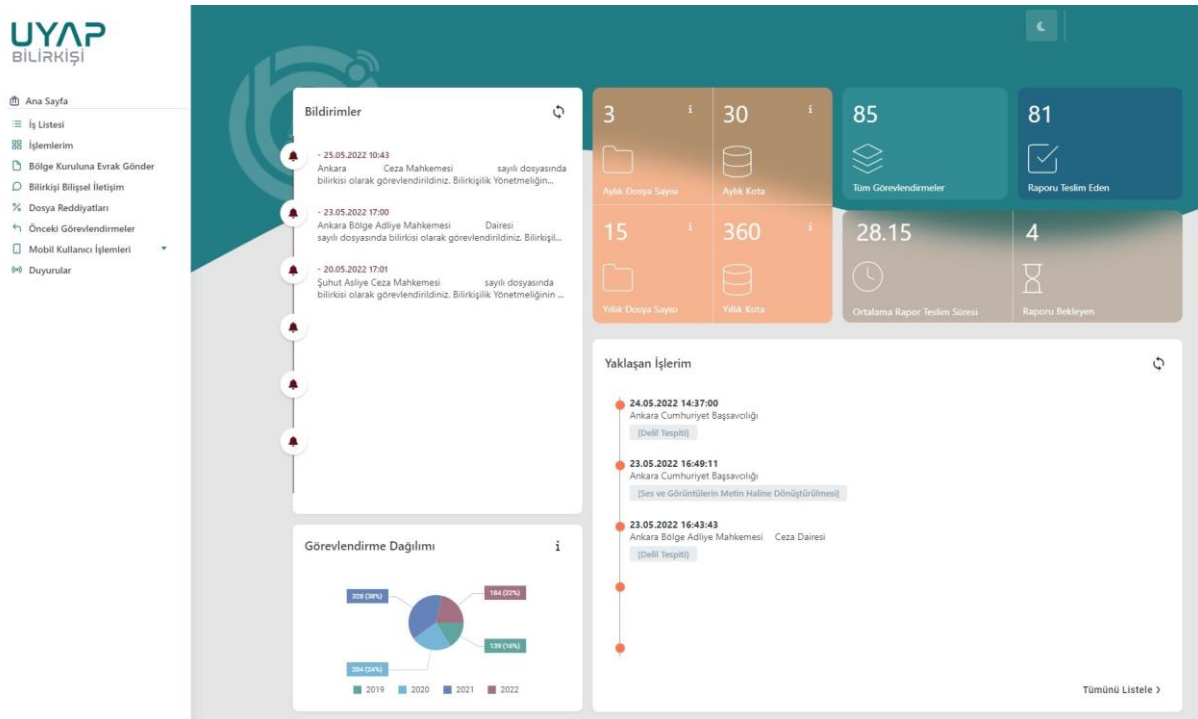 UYAP
BİLİRKİŞİ
Ana Sayfa
İş Listesi
İşlemlerim
Bölge Kuruluna Evrak Gönder
Bilirkişi Bilişsel İletişim
Dosya Reddiyatları
Önceki Görevlendirmeler
Mobil Kullanıcı İşlemleri
Duyurular
Bildirimler
- 25.05.2022 10:43
Ankara Ceza Mahkemesi sayılı dosyasında
bilirkisi olarak görevlendirildiniz. Bilirkişilik Yönetmeliğin...
- 23.05.2022 17:00
Ankara Bölge Adliye Mahkemesi Dairesi
sayılı dosyasında bilirkisi olarak görevlendirildiniz. Bilirkişil...
- 20.05.2022 17:01
Şuhut Asliye Ceza Mahkemesi sayılı dosyasında
bilirkisi olarak görevlendirildiniz. Bilirkişilik Yönetmeliğinin ...
3
Aylık Dosya Sayısı
30
Aylık Kota
15
Yıllık Dosya Sayısı
360
Yıllık Kota
85
Tüm Görevlendirmeler
81
Raporu Teslim Eden
28.15
Ortalama Rapor Teslim Süresi
4
Raporu Bekleyen
Yaklaşan İşlerim
24.05.2022 14:37:00
Ankara Cumhuriyet Başsavcılığı
[Delil Tespiti]
23.05.2022 16:49:11
Ankara Cumhuriyet Başsavcılığı
[Ses ve Görüntülerin Metin Haline Dönüştürülmesi]
23.05.2022 16:43:43
Ankara Bölge Adliye Mahkemesi Ceza Dairesi
[Delil Tespiti]
Tümünü Listele >
Görevlendirme Dağılımı
328 (38%)
184 (22%)
139 (16%)
204 (24%)
2019 2020 2021 2022